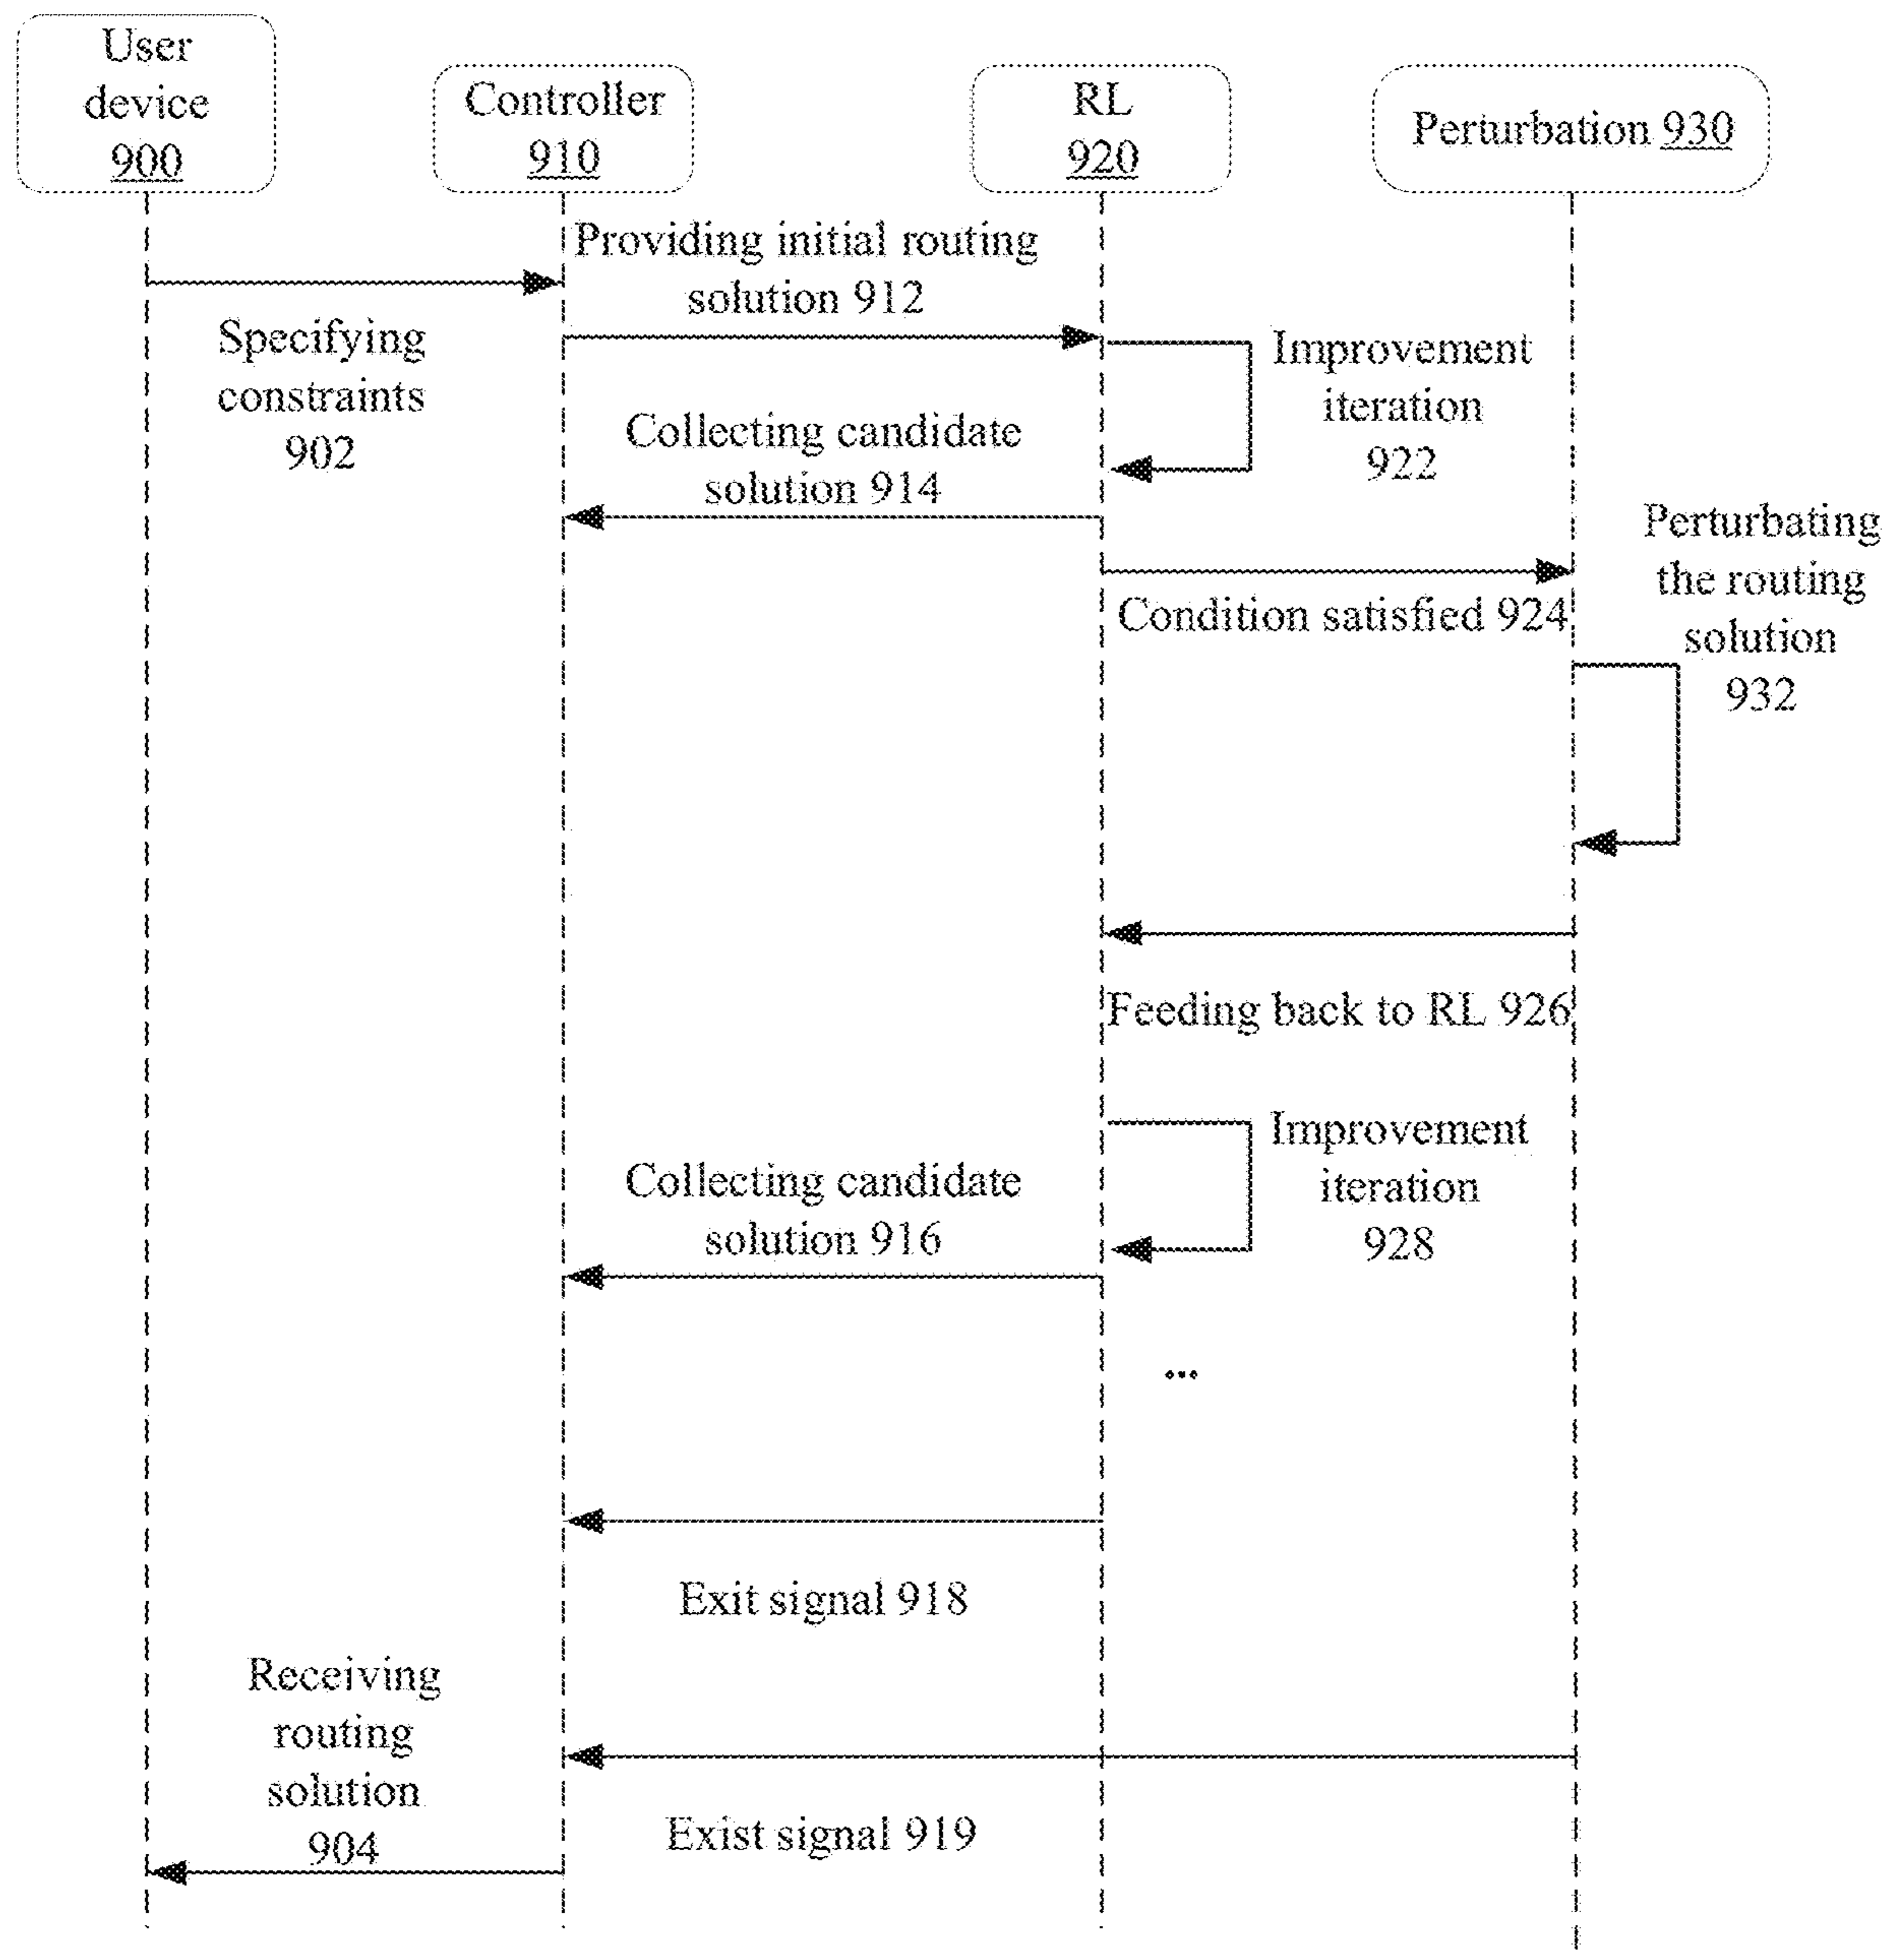 User
device
900
Controller
910
RL
920
Perturbation 930
Providing initial routing
solution 912
Specifying
constraints
902
Improvement
iteration
922
Collecting candidate
solution 914
Perturbating
the routing
solution
932
Condition satisfied 924
Feeding back to RL 926
Improvement
iteration
928
Collecting candidate
solution 916
...
Exit signal 918
Receiving
routing
solution
904
Exist signal 919